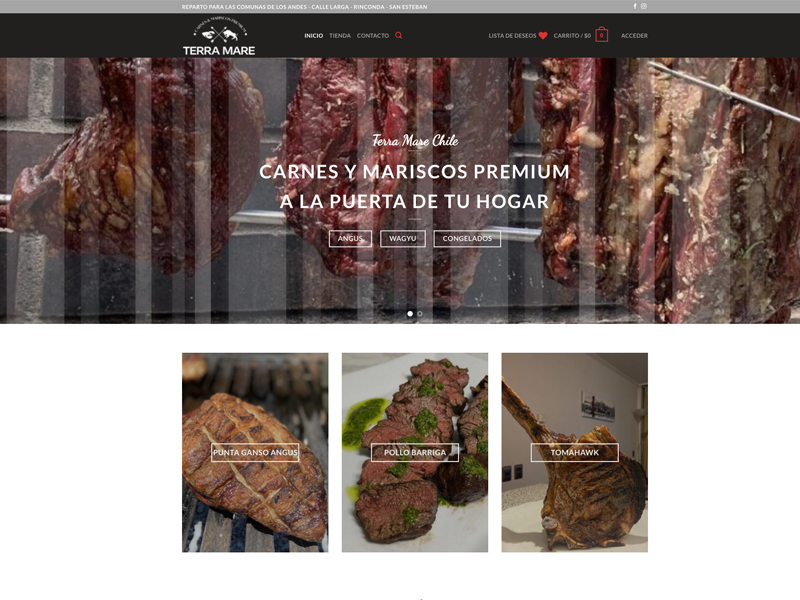 REPARTO PARA LAS COMUNAS DE LOS ANDES - CALLE LARGA - RINCONDA - SAN ESTEBAN
TERRA MARE
INICIO TIENDA CONTACTO
LISTA DE DESEOS CARRITO / $0 0 ACCEDER
Terra Mare Chile
CARNES Y MARISCOS PREMIUM
A LA PUERTA DE TU HOGAR
ANGUS WAGYU CONGELADOS
PUNTA GANSO ANGUS
POLLO BARRIGA
TOMAHAWK